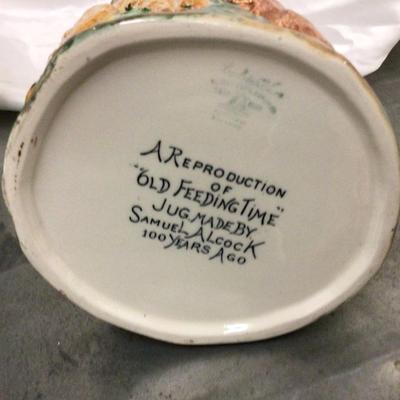 A REPRODUCTION
OF
"OLD FEEDING TIME"
JUG. MADE BY
SAMUEL ALCOCK
100 YEARS AGO